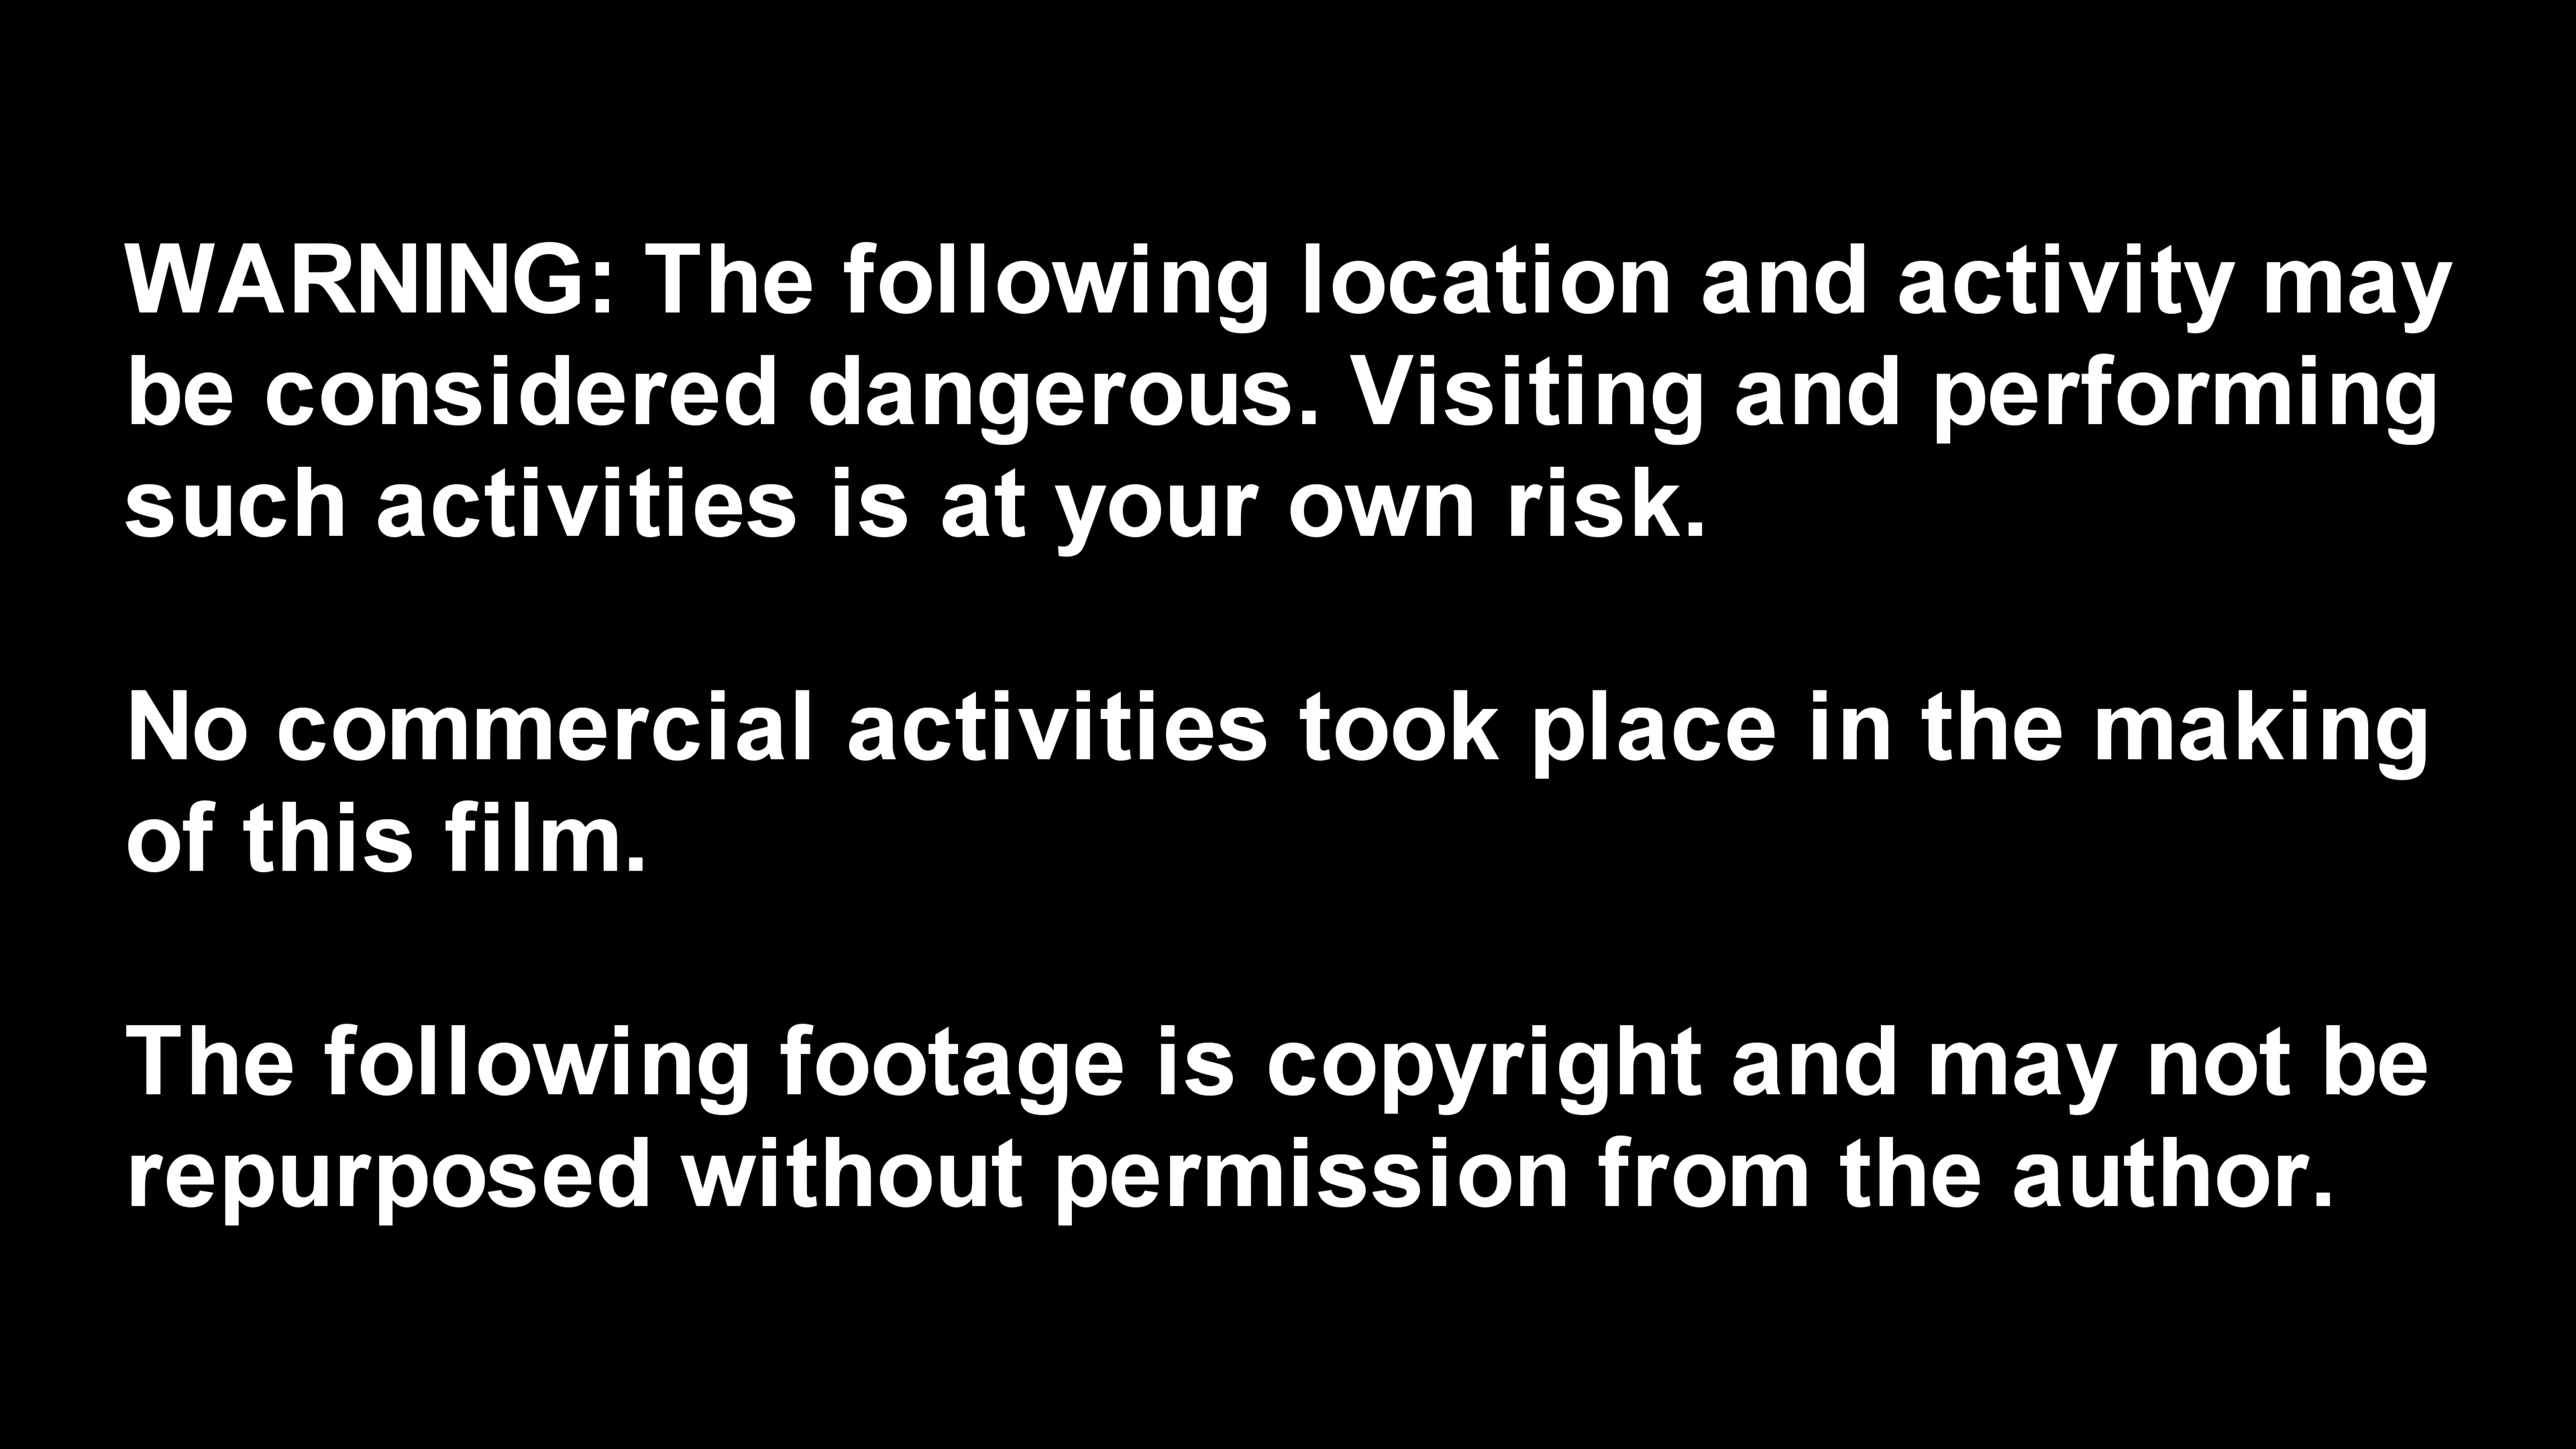 WARNING: The following location and activity may
be considered dangerous. Visiting and performing
such activities is at your own risk.
No commercial activities took place in the making
of this film.
The following footage is copyright and may not be
repurposed without permission from the author.